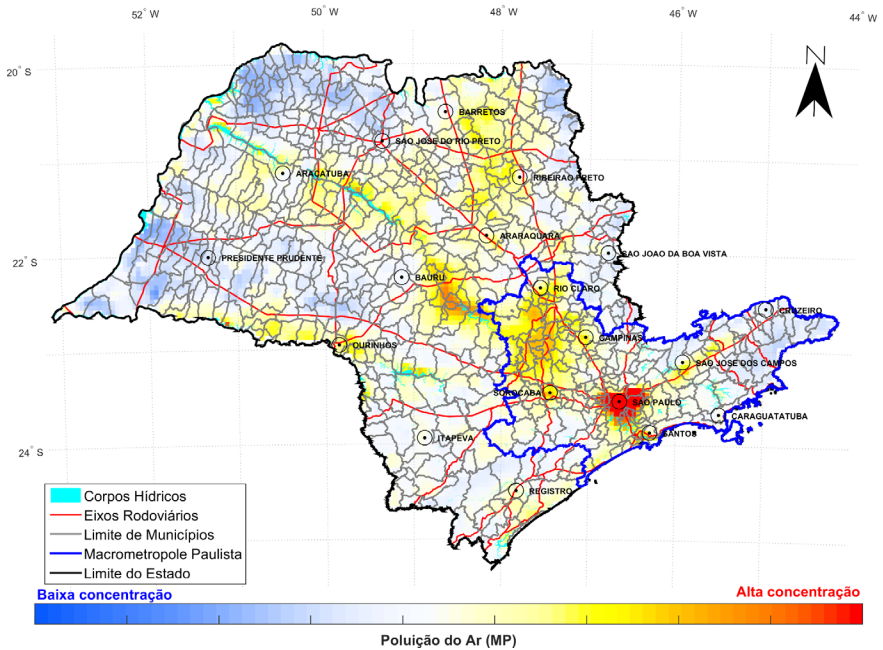 52° W
50° W
48° W
46° W
44° W
N
20° S
22° S
24° S
BARRETOS
SÃO JOSE DO RIO PRETO
ARAÇATUBA
RIBEIRAO PRETO
ARARAQUARA
SAO JOAO DA BOA VISTA
PRESIDENTE PRUDENTE
BAURU
RIO CLARO
CRUZEIRO
OURINHOS
CAMPINAS
SAO JOSE DOS CAMPOS
SOROCABA
SÃO PAULO
CARAGUATATUBA
ITAPEVA
SANTOS
REGISTRO
Corpos Hídricos
Eixos Rodoviários
Limite de Municípios
Macrometropole Paulista
Limite do Estado
Baixa concentração
Alta concentração
Poluição do Ar (MP)